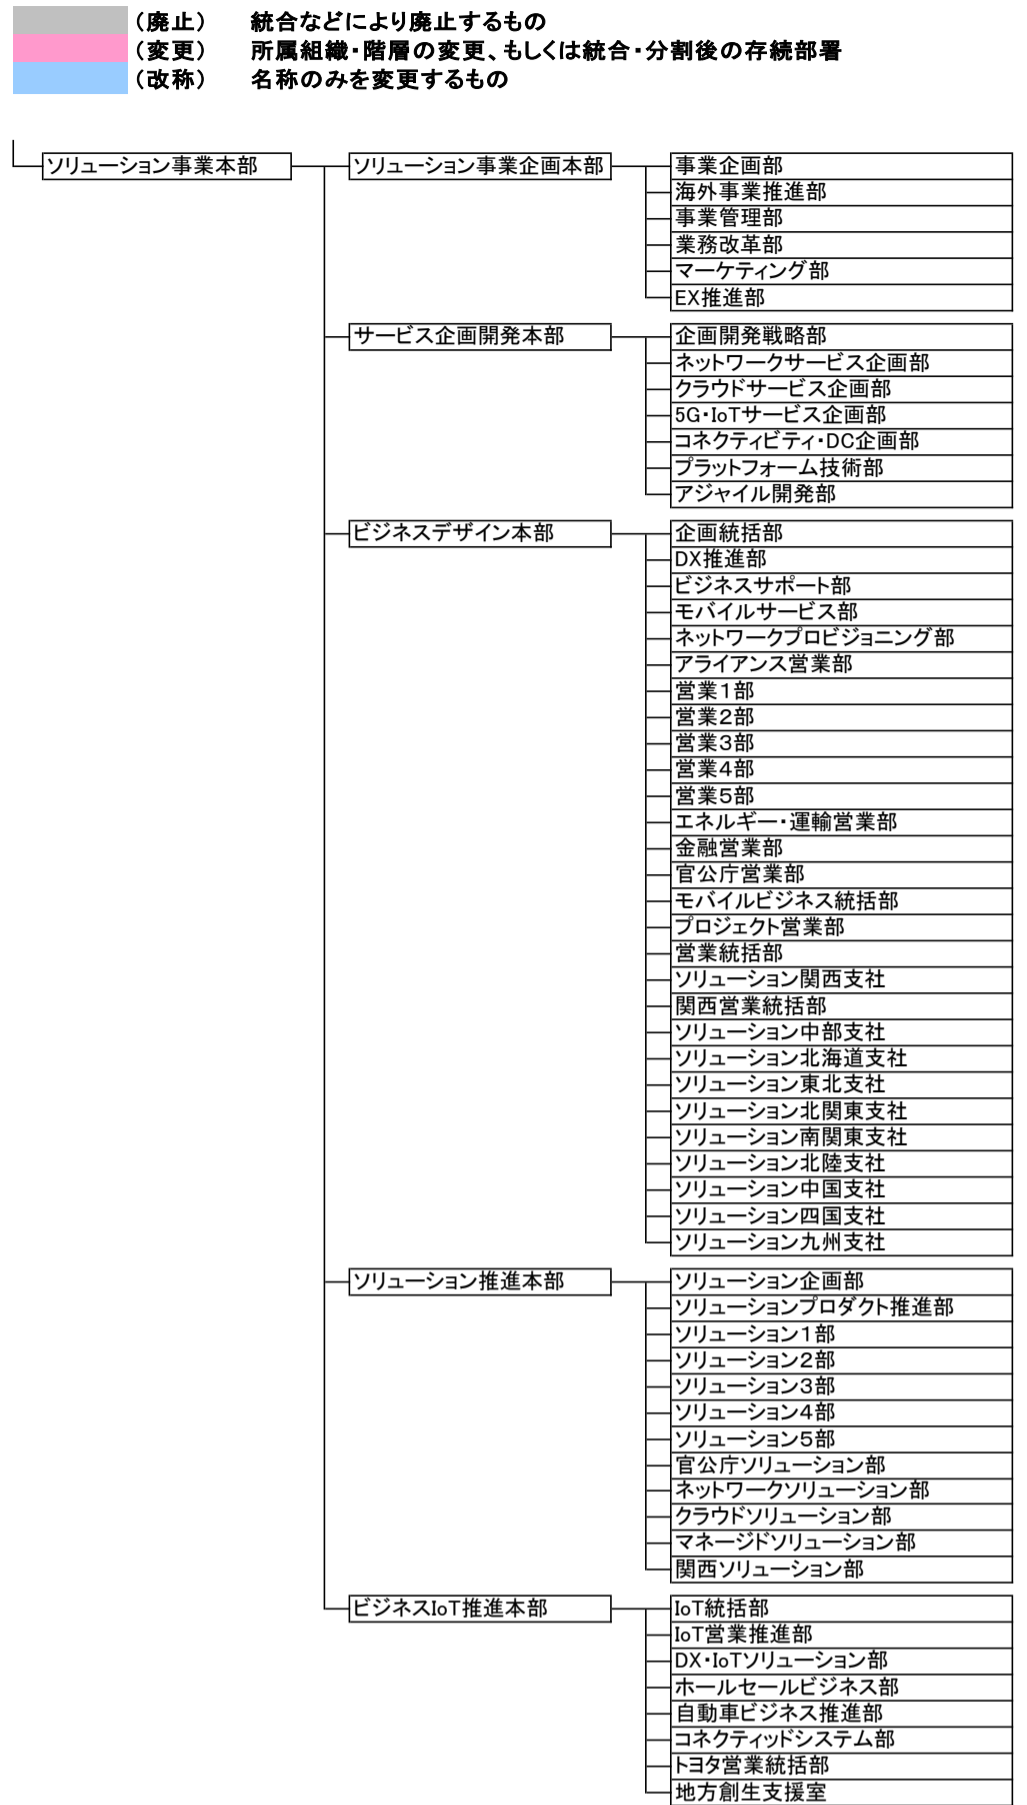 （廃止） 統合などにより廃止するもの
（変更） 所属組織・階層の変更、もしくは統合・分割後の存続部署
（改称） 名称のみを変更するもの
ソリューション事業本部
ソリューション事業企画本部
事業企画部
海外事業推進部
事業管理部
業務改革部
マーケティング部
EX推進部
サービス企画開発本部
企画開発戦略部
ネットワークサービス企画部
クラウドサービス企画部
5G・IoTサービス企画部
コネクティビティ・DC企画部
プラットフォーム技術部
アジャイル開発部
ビジネスデザイン本部
企画統括部
DX推進部
ビジネスサポート部
モバイルサービス部
ネットワークプロビジョニング部
アライアンス営業部
営業１部
営業２部
営業３部
営業４部
営業５部
エネルギー・運輸営業部
金融営業部
官公庁営業部
モバイルビジネス統括部
プロジェクト営業部
営業統括部
ソリューション関西支社
関西営業統括部
ソリューション中部支社
ソリューション北海道支社
ソリューション東北支社
ソリューション北関東支社
ソリューション南関東支社
ソリューション北陸支社
ソリューション中国支社
ソリューション四国支社
ソリューション九州支社
ソリューション推進本部
ソリューション企画部
ソリューションプロダクト推進部
ソリューション１部
ソリューション２部
ソリューション３部
ソリューション４部
ソリューション５部
官公庁ソリューション部
ネットワークソリューション部
クラウドソリューション部
マネージドソリューション部
関西ソリューション部
ビジネスIoT推進本部
IoT統括部
IoT営業推進部
DX・IoTソリューション部
ホールセールビジネス部
自動車ビジネス推進部
コネクティッドシステム部
トヨタ営業統括部
地方創生支援室